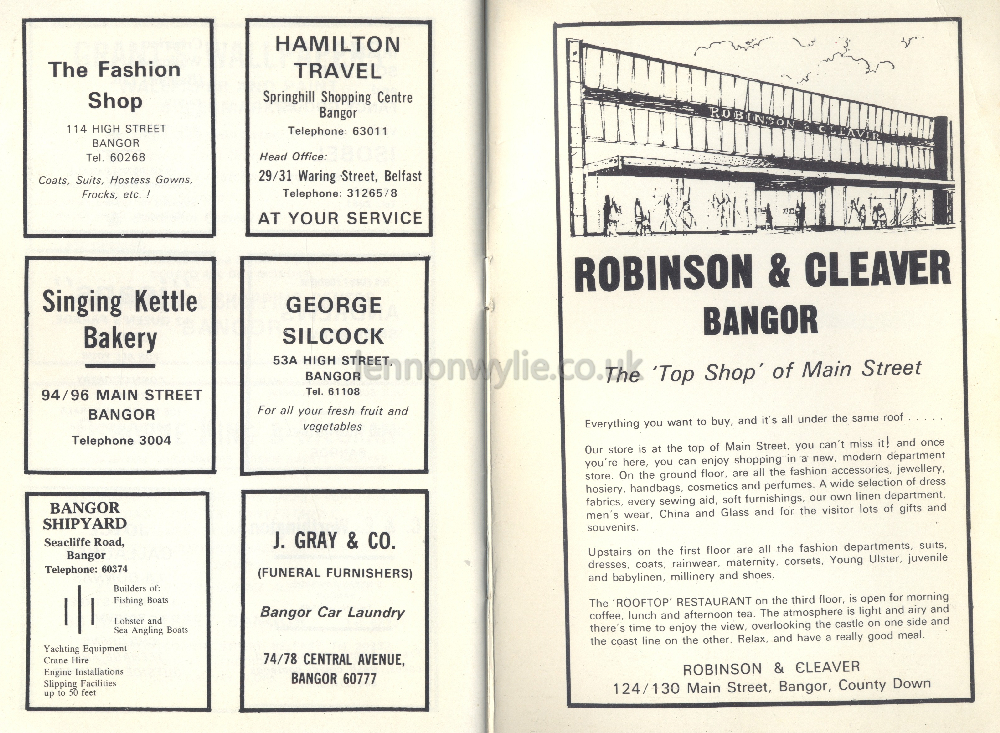 The Fashion
Shop
114 HIGH STREET
BANGOR
Tel. 60268
Coats, Suits, Hostess Gowns,
Frocks, etc. !
HAMILTON
TRAVEL
Springhill Shopping Centre
Bangor
Telephone: 63011
Head Office:
29/31 Waring Street, Belfast
Telephone: 31265/8
AT YOUR SERVICE
Singing Kettle
Bakery
94/96 MAIN STREET
BANGOR
Telephone 3004
GEORGE
SILCOCK
53A HIGH STREET,
BANGOR
Tel. 61108
For all your fresh fruit and
vegetables
BANGOR
SHIPYARD
Seacliffe Road,
Bangor
Telephone: 60374
Builders of:
Fishing Boats
Lobster and
Sea Angling Boats
Yachting Equipment
Crane Hire
Engine Installations
Slipping Facilities
up to 50 feet
J. GRAY & CO.
(FUNERAL FURNISHERS)
Bangor Car Laundry
74/78 CENTRAL AVENUE,
BANGOR 60777
lennonwylie.co.uk
ROBINSON & CLEAVER
ROBINSON & CLEAVER
BANGOR
The 'Top Shop' of Main Street
Everything you want to buy, and it's all under the same roof . . . . . .
Our store is at the top of Main Street, you can't miss it! and once
you're here, you can enjoy shopping in a new, modern department
store. On the ground floor, are all the fashion accessories, jewellery,
hosiery, handbags, cosmetics and perfumes. A wide selection of dress
fabrics, every sewing aid, soft furnishings, our own linen department,
men's wear, China and Glass and for the visitor lots of gifts and
souvenirs.
Upstairs on the first floor are all the fashion departments, suits,
dresses, coats, rainwear, maternity, corsets, Young Ulster, juvenile
and babylinen, millinery and shoes.
The 'ROOFTOP' RESTAURANT on the third floor, is open for morning
coffee, lunch and afternoon tea. The atmosphere is light and airy and
there's time to enjoy the view, overlooking the castle on one side and
the coast line on the other. Relax, and have a really good meal.
ROBINSON & CLEAVER
124/130 Main Street, Bangor, County Down